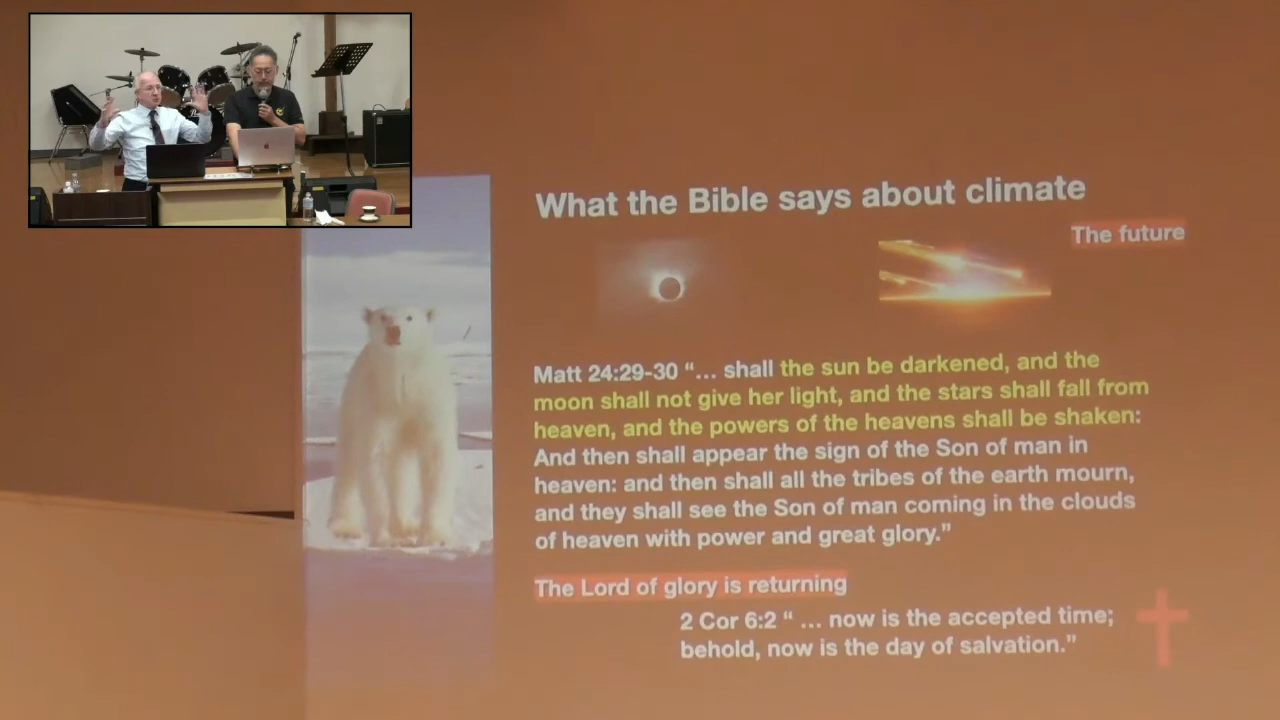 What the Bible says about climate
The future
Matt 24:29-30 “... shall the sun be darkened, and the
moon shall not give her light, and the stars shall fall from
heaven, and the powers of the heavens shall be shaken:
And then shall appear the sign of the Son of man in
heaven: and then shall all the tribes of the earth mourn,
and they shall see the Son of man coming in the clouds
of heaven with power and great glory.”
The Lord of glory is returning
2 Cor 6:2 “ ... now is the accepted time;
behold, now is the day of salvation.”